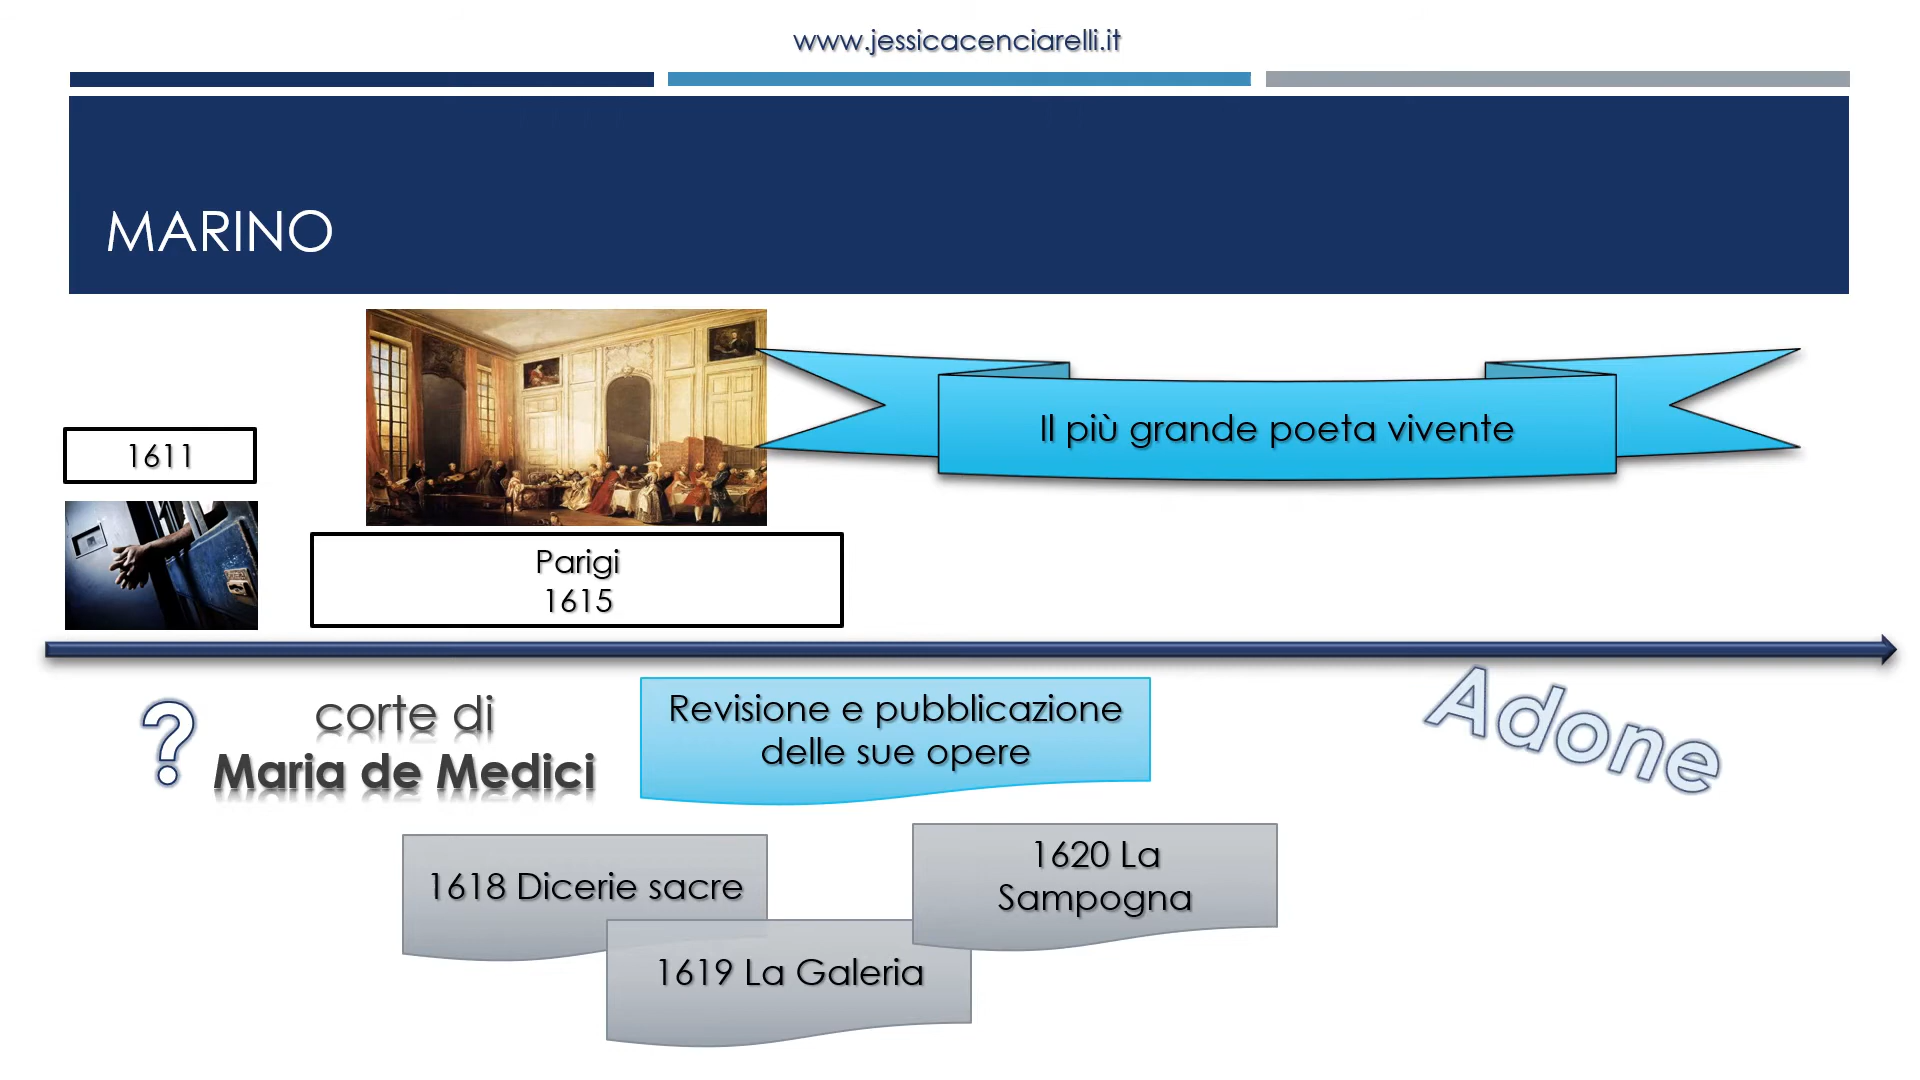 www.jessicacenciarelli.it
MARINO
Il più grande poeta vivente
1611
Parigi
1615
?
corte di
Maria de Medici
Revisione e pubblicazione
delle sue opere
Adone
1618 Dicerie sacre
1619 La Galeria
1620 La
Sampogna